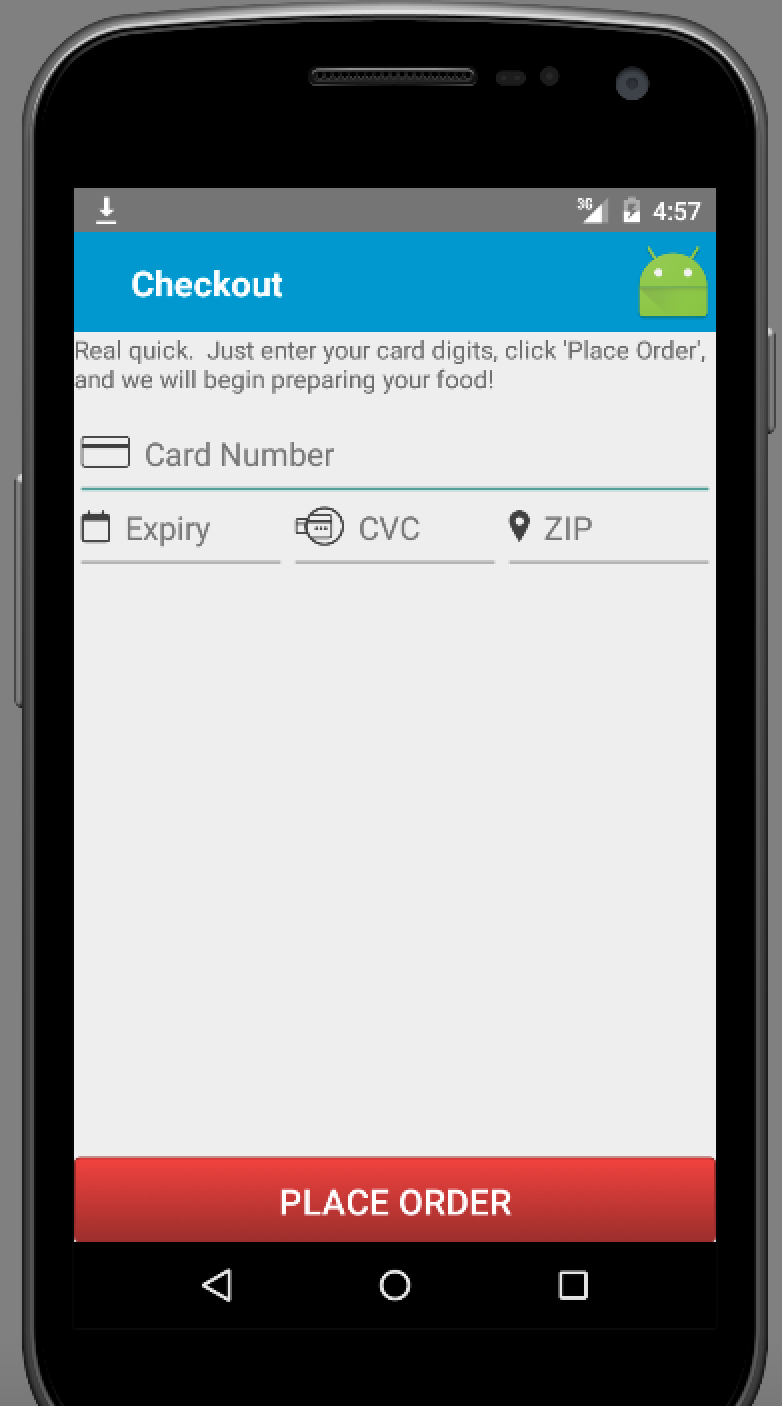 3G 4:57
Checkout
Real quick.  Just enter your card digits, click 'Place Order',
and we will begin preparing your food!
Card Number
Expiry CVC ZIP
PLACE ORDER